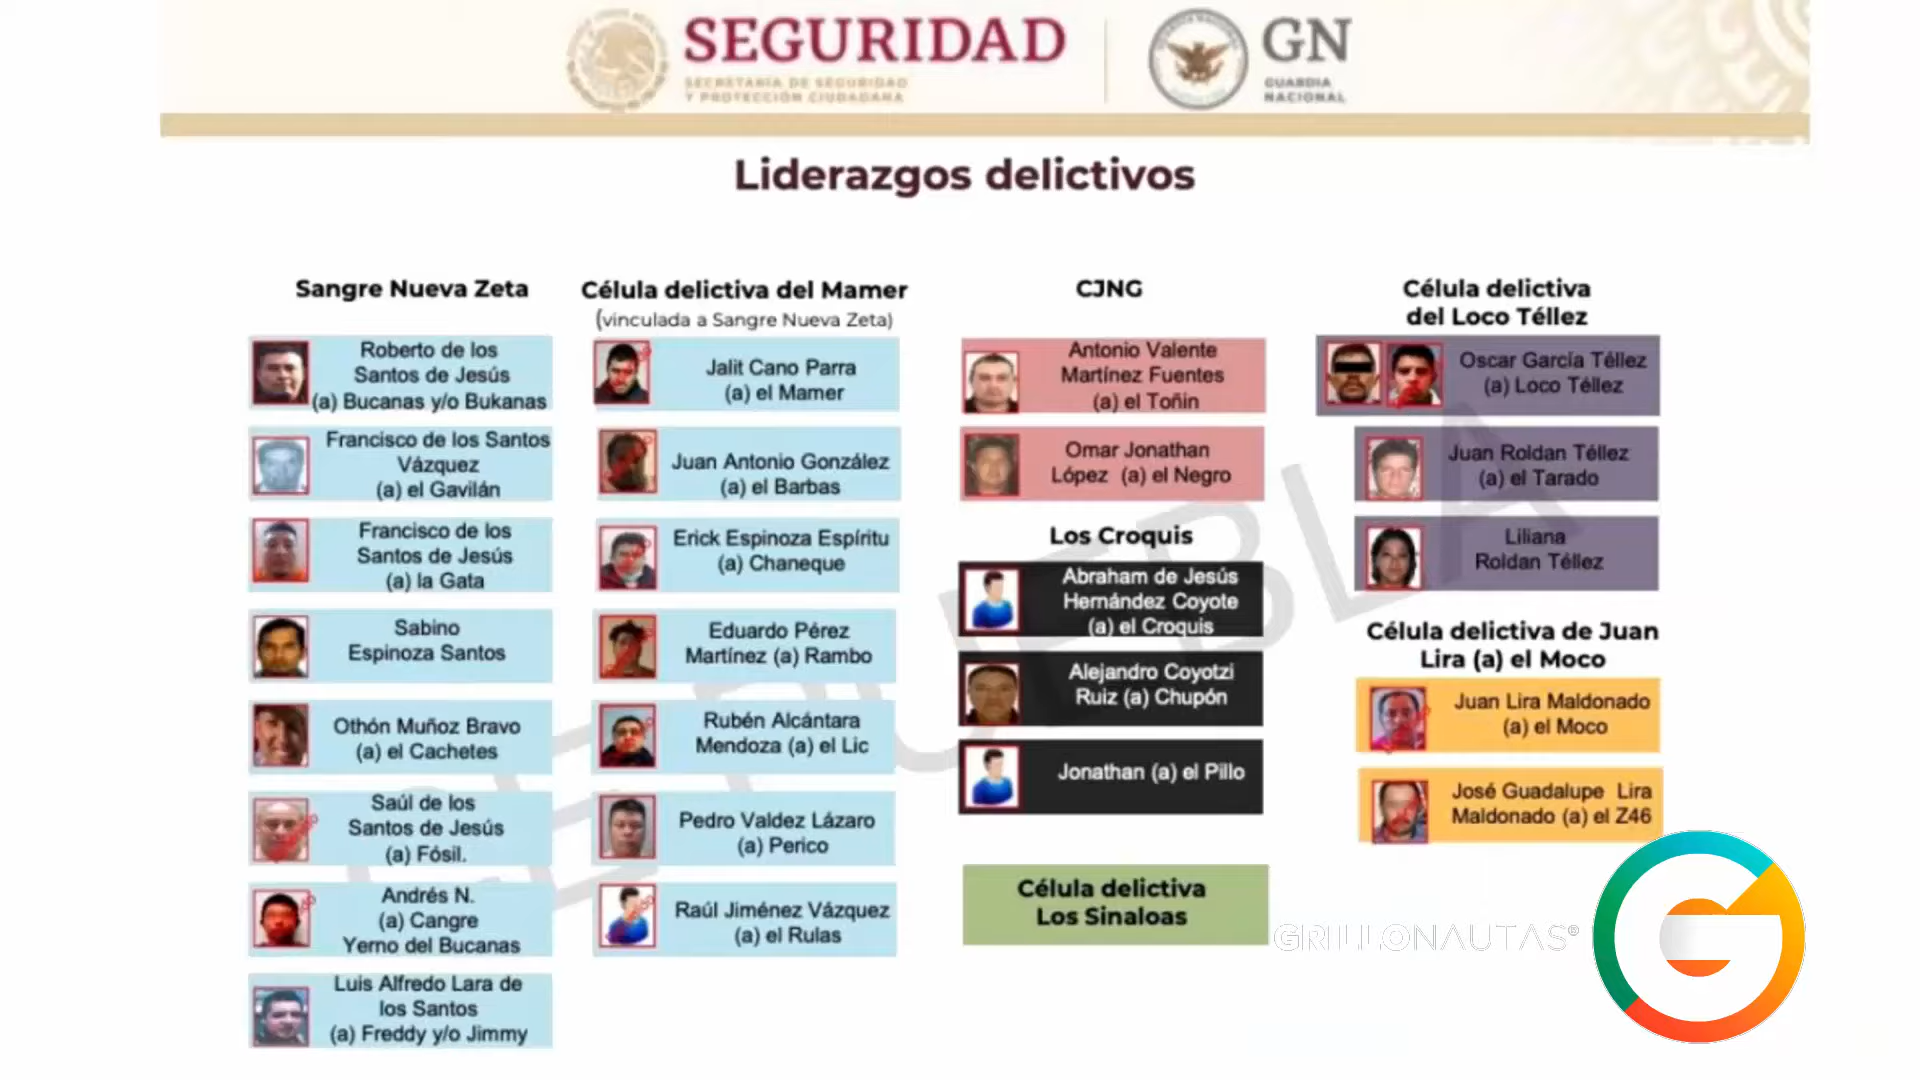 SEGURIDAD
SECRETARÍA DE SEGURIDAD
Y PROTECCIÓN CIUDADANA
GN
GUARDIA
NACIONAL
Liderazgos delictivos
Sangre Nueva Zeta
Roberto de los
Santos de Jesús
(a) Bucanas y/o Bukanas
Francisco de los Santos
Vázquez
(a) el Gavilán
Francisco de los
Santos de Jesús
(a) la Gata
Sabino
Espinoza Santos
Othón Muñoz Bravo
(a) el Cachetes
Saúl de los
Santos de Jesús
(a) Fósil.
Andrés N.
(a) Cangre
Yerno del Bucanas
Luis Alfredo Lara de
los Santos
(a) Freddy y/o Jimmy
Célula delictiva del Mamer
(vinculada a Sangre Nueva Zeta)
Jalit Cano Parra
(a) el Mamer
Juan Antonio González
(a) el Barbas
Erick Espinoza Espíritu
(a) Chaneque
Eduardo Pérez
Martínez (a) Rambo
Rubén Alcántara
Mendoza (a) el Lic
Pedro Valdez Lázaro
(a) Perico
Raúl Jiménez Vázquez
(a) el Rulas
CJNG
Antonio Valente
Martínez Fuentes
(a) el Toñin
Omar Jonathan
López (a) el Negro
Los Croquis
Abraham de Jesús
Hernández Coyote
(a) el Croquis
Alejandro Coyotzi
Ruiz (a) Chupón
Jonathan (a) el Pillo
Célula delictiva
Los Sinaloas
Célula delictiva
del Loco Téllez
Oscar García Téllez
(a) Loco Téllez
Juan Roldan Téllez
(a) el Tarado
Liliana
Roldan Téllez
Célula delictiva de Juan
Lira (a) el Moco
Juan Lira Maldonado
(a) el Moco
José Guadalupe Lira
Maldonado (a) el Z46
GRILLONAUTAS®